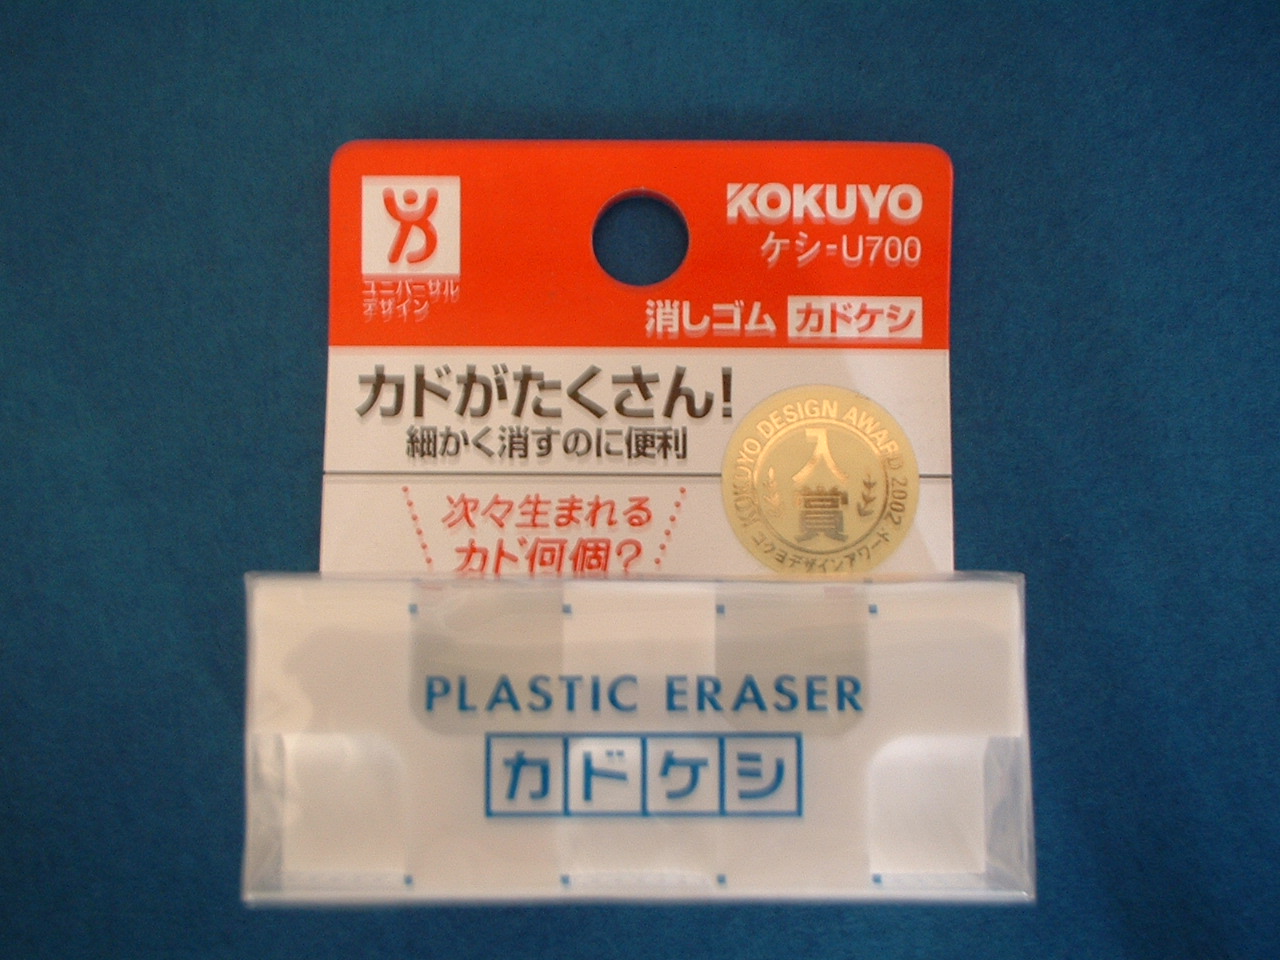 KOKUYO
ケシ-U700
ユニバーサル
デザイン
消しゴム カドケシ
カドがたくさん!
細かく消すのに便利
KOKUYO DESIGN AWARD 2002
入賞
コクヨデザインアワード
次々生まれる
カド何個?
PLASTIC ERASER
カドケシ